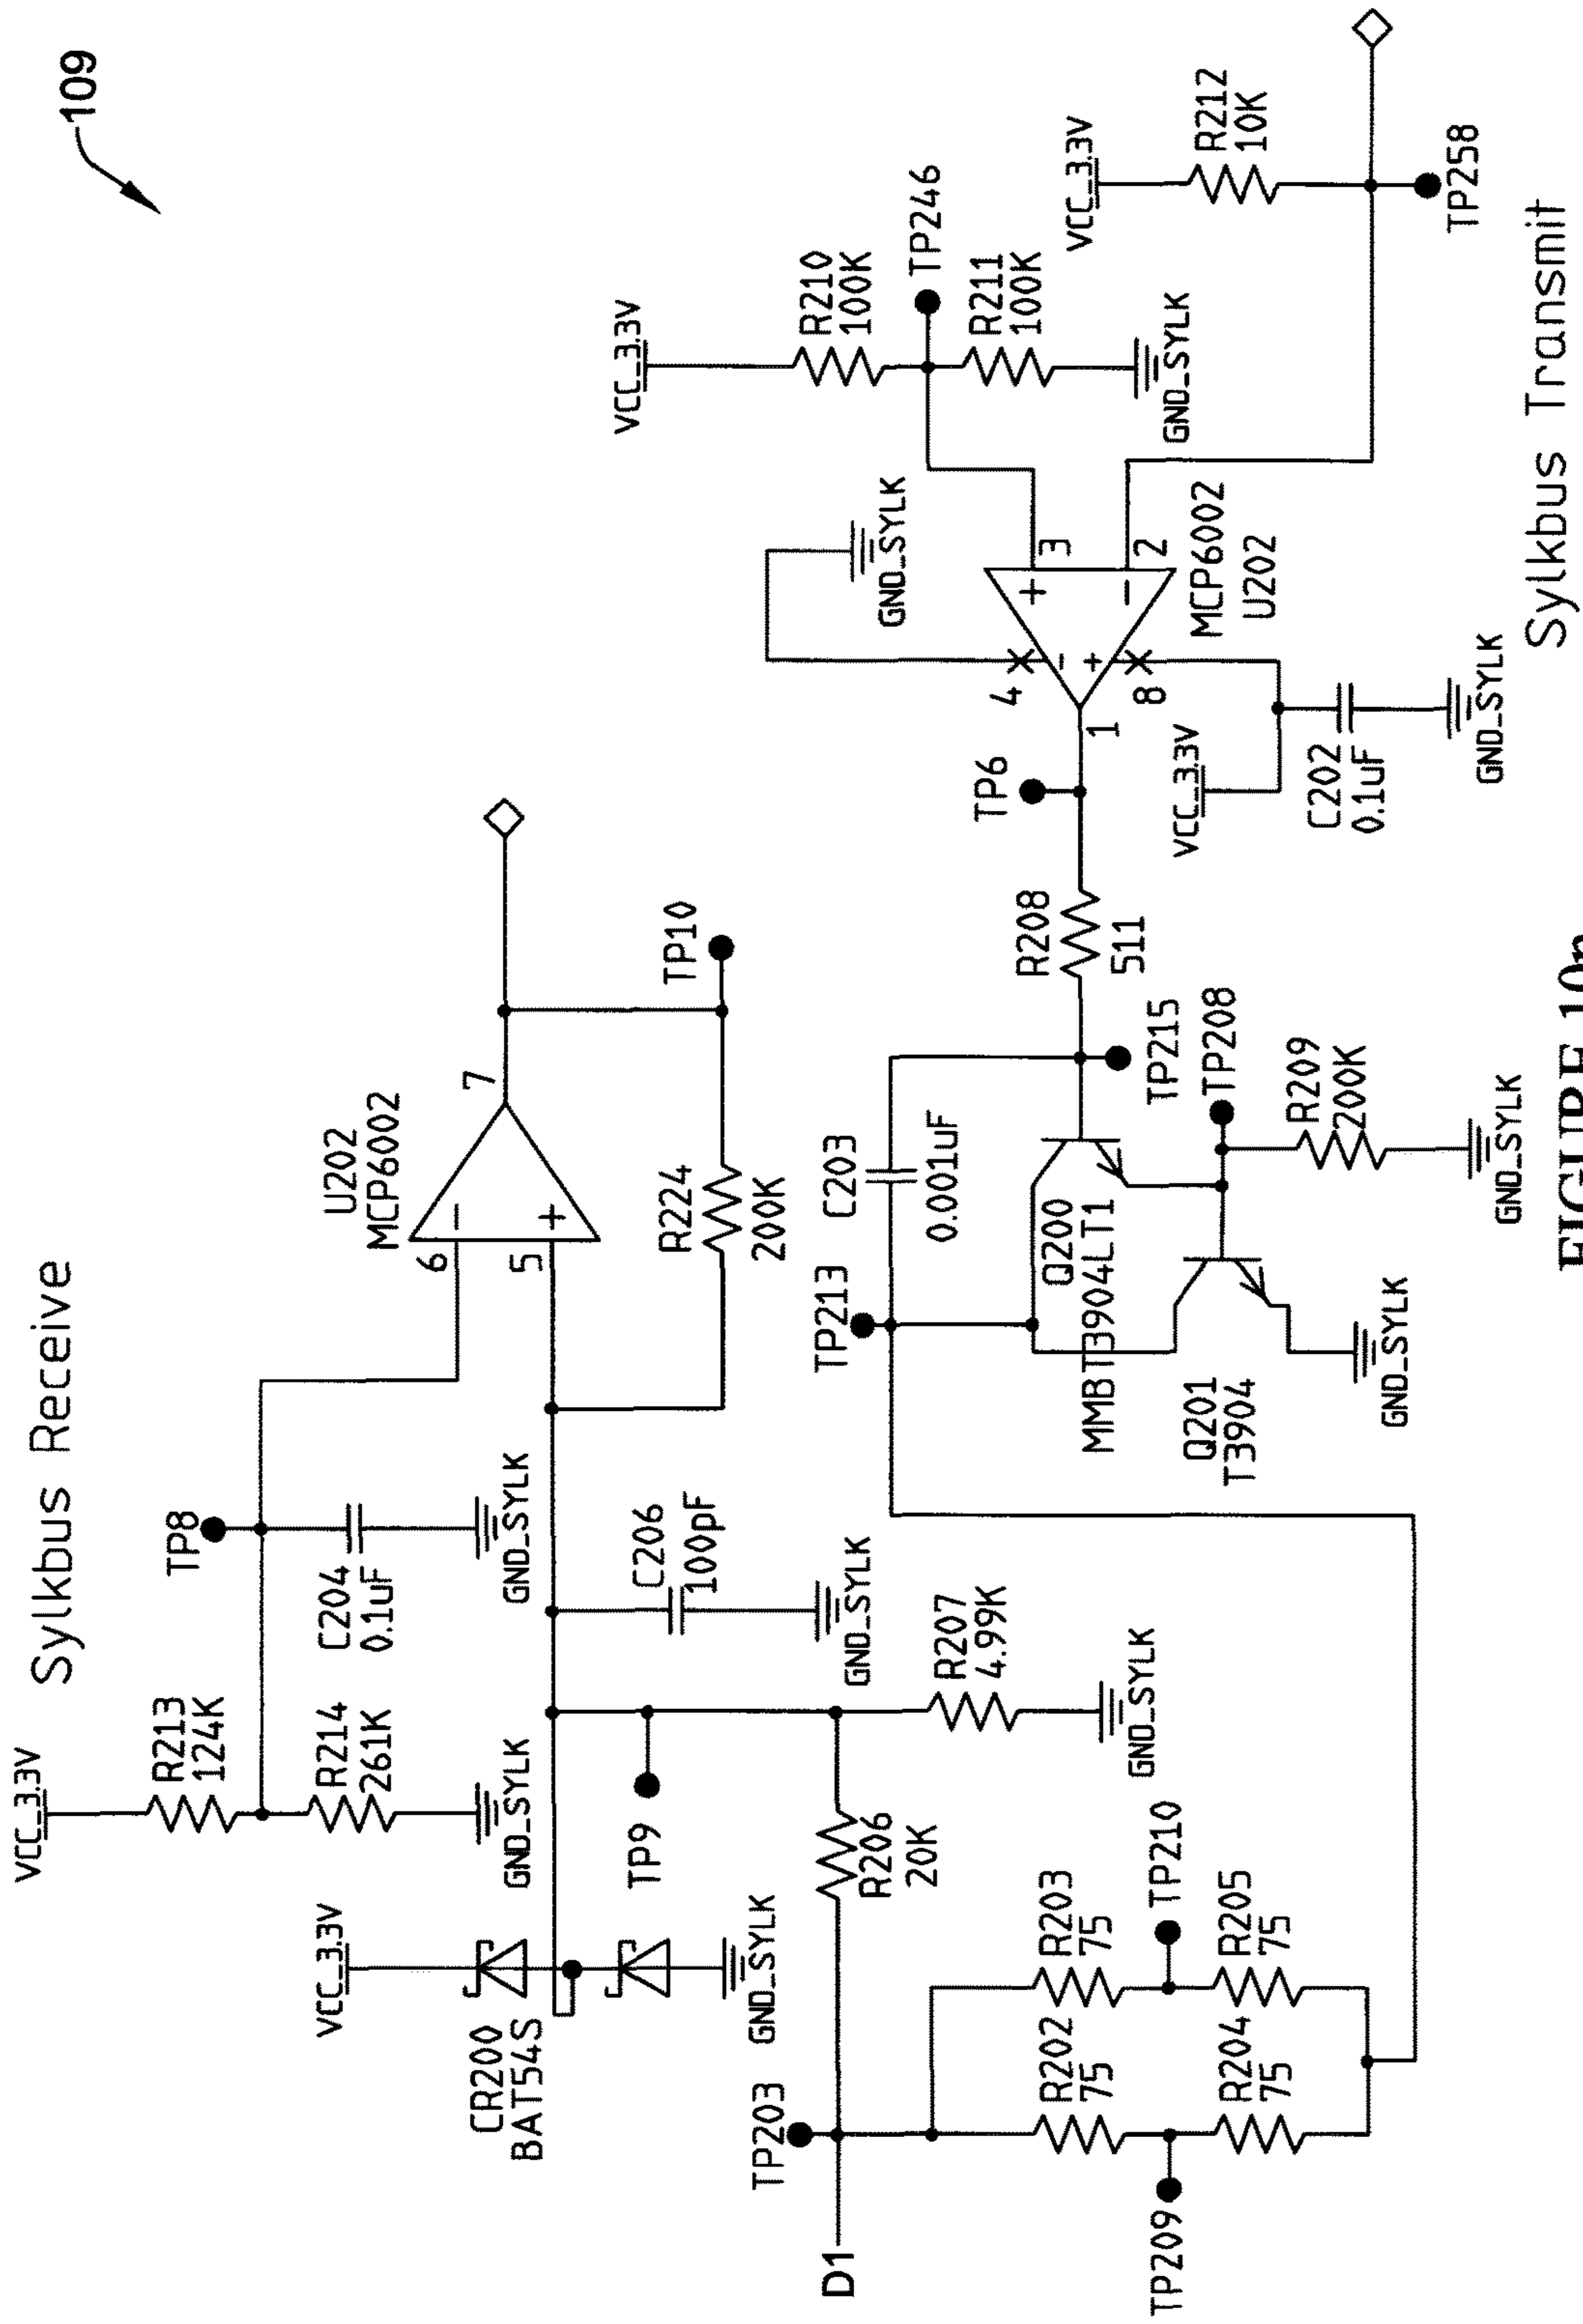 109
Sylkbus Receive
VCC_3.3V
R213
124K
R214
261K
GND_SYLK
TP8
C204
0.1uF
GND_SYLK
VCC_3.3V
CR200
BAT54S
GND_SYLK
TP9
C206
100pF
GND_SYLK
U202
MCP6002
6
5
7
-
+
R224
200K
TP10
R206
20K
R207
4.99K
GND_SYLK
D1
TP203
R202
75
R203
75
TP209
TP210
R204
75
R205
75
TP213
C203
0.001uF
Q200
MMBT3904LT1
Q201
T3904
GND_SYLK
TP215
TP208
R209
200K
GND_SYLK
R208
511
TP6
1
4
8
3
2
+
-
-
+
MCP6002
U202
GND_SYLK
VCC_3.3V
C202
0.1uF
GND_SYLK
VCC_3.3V
R210
100K
TP246
R211
100K
GND_SYLK
VCC_3.3V
R212
10K
TP258
Sylkbus Transmit